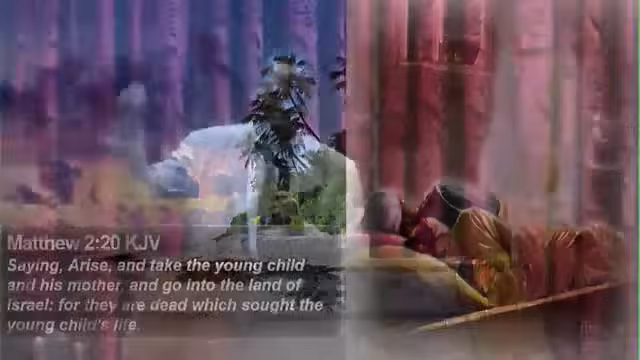 Matthew 2:20 KJV
Saying, Arise, and take the young child
and his mother, and go into the land of
Israel: for they are dead which sought the
young child's life.